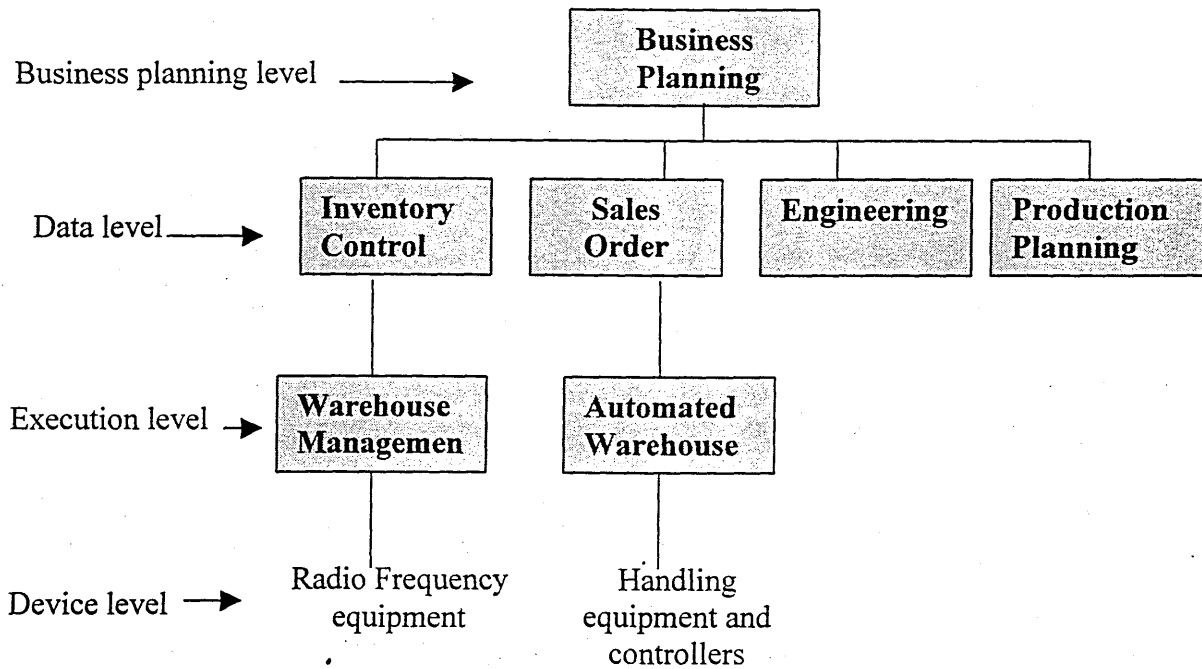 Business
Planning
Business planning level
Inventory
Control
Sales
Order
Engineering
Production
Planning
Data level
Warehouse
Managemen
Automated
Warehouse
Execution level
Radio Frequency
equipment
Handling
equipment and
controllers
Device level